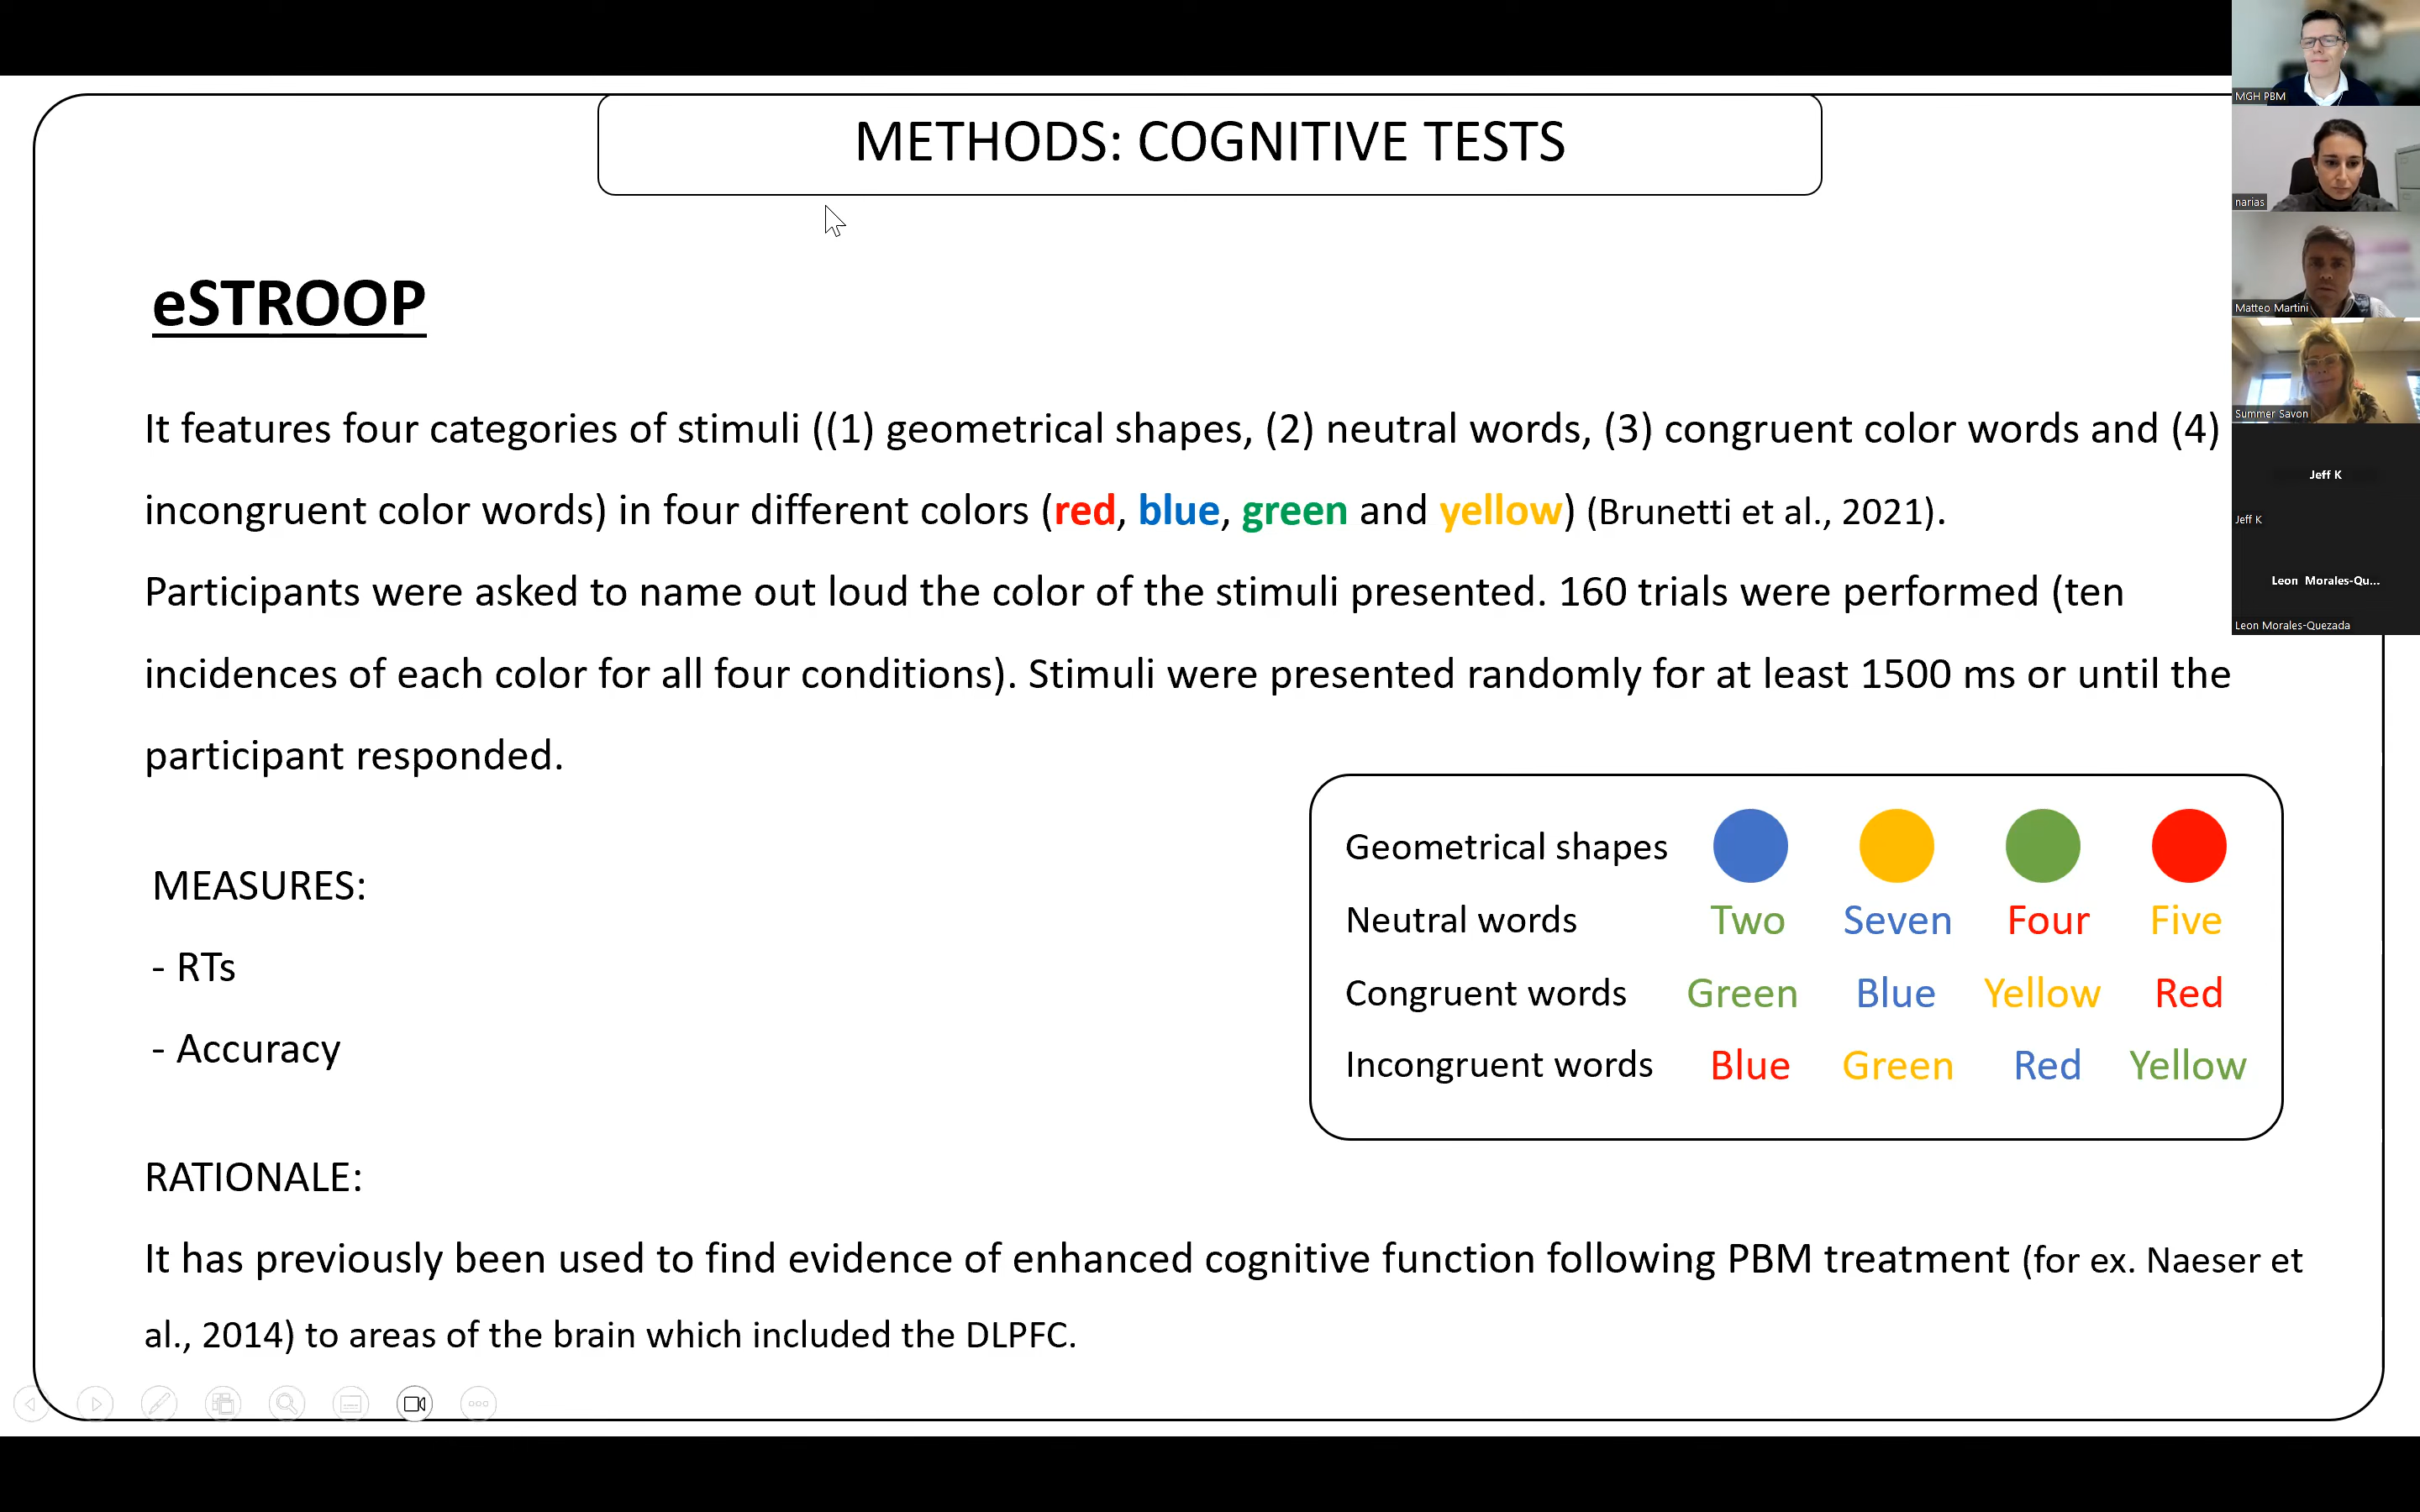 METHODS: COGNITIVE TESTS
eSTROOP
It features four categories of stimuli ((1) geometrical shapes, (2) neutral words, (3) congruent color words and (4)
incongruent color words) in four different colors (red, blue, green and yellow) (Brunetti et al., 2021).
Participants were asked to name out loud the color of the stimuli presented. 160 trials were performed (ten
incidences of each color for all four conditions). Stimuli were presented randomly for at least 1500 ms or until the
participant responded.
MEASURES:
- RTs
- Accuracy
Geometrical shapes
Neutral words Two Seven Four Five
Congruent words Green Blue Yellow Red
Incongruent words Blue Green Red Yellow
RATIONALE:
It has previously been used to find evidence of enhanced cognitive function following PBM treatment (for ex. Naeser et
al., 2014) to areas of the brain which included the DLPFC.
MGH PBM
narias
Matteo Martini
Summer Savon
Jeff K
Jeff K
Leon Morales-Qu...
Leon Morales-Quezada